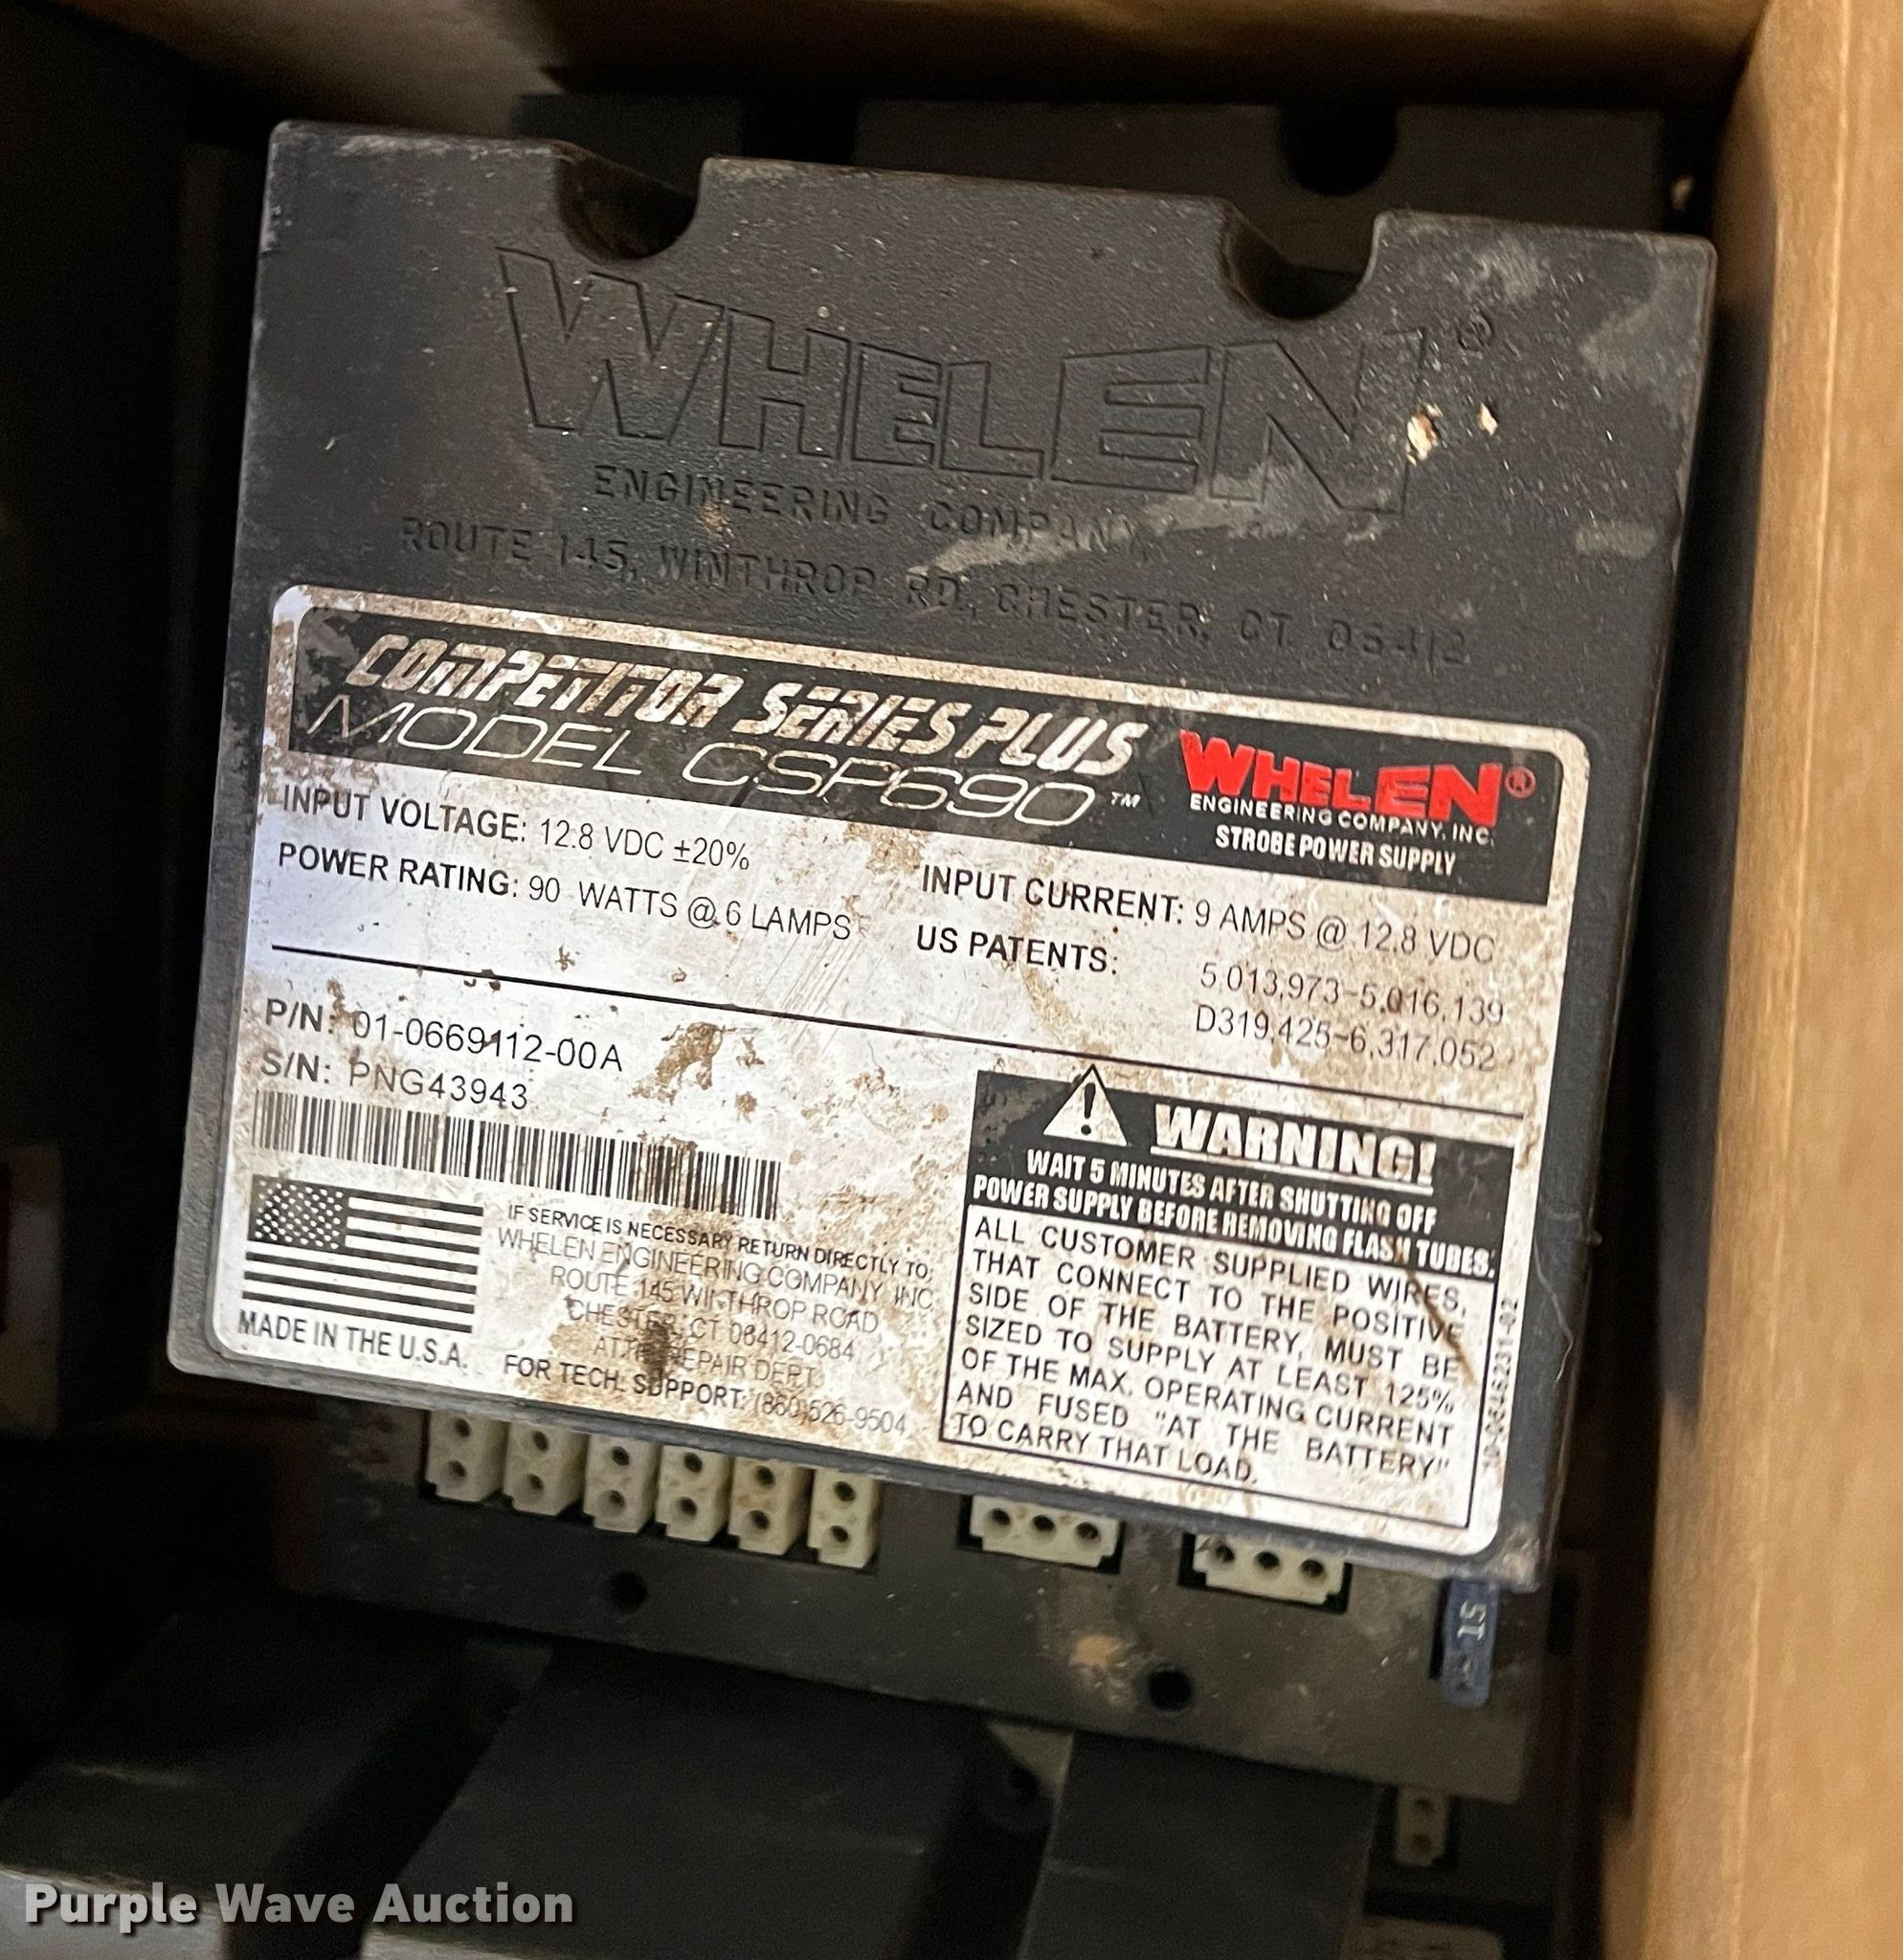 WHELEN®
ENGINEERING COMPANY,
ROUTE 145, WINTHROP RD, CHESTER, CT 06412
COMPETITOR SERIES PLUS
MODEL CSP690™
WHELEN®
ENGINEERING COMPANY, INC.
STROBE POWER SUPPLY
INPUT VOLTAGE: 12.8 VDC ±20%
POWER RATING: 90 WATTS @ 6 LAMPS
INPUT CURRENT: 9 AMPS @ 12.8 VDC
US PATENTS:
5,013,973-5,016,139
D319,425-6,317,052
P/N: 01-0669112-00A
S/N: PNG43943
WARNING!
WAIT 5 MINUTES AFTER SHUTTING OFF
POWER SUPPLY BEFORE REMOVING FLASH TUBES.
ALL CUSTOMER SUPPLIED WIRES,
THAT CONNECT TO THE POSITIVE
SIDE OF THE BATTERY, MUST BE
SIZED TO SUPPLY AT LEAST 125%
OF THE MAX. OPERATING CURRENT
AND FUSED "AT THE BATTERY"
TO CARRY THAT LOAD.
MADE IN THE U.S.A.
IF SERVICE IS NECESSARY RETURN DIRECTLY TO:
WHELEN ENGINEERING COMPANY INC.
ROUTE 145 WINTHROP ROAD
CHESTER, CT 06412-0684
ATTN REPAIR DEPT.
FOR TECH. SUPPORT: (860)526-9504
15
Purple Wave Auction